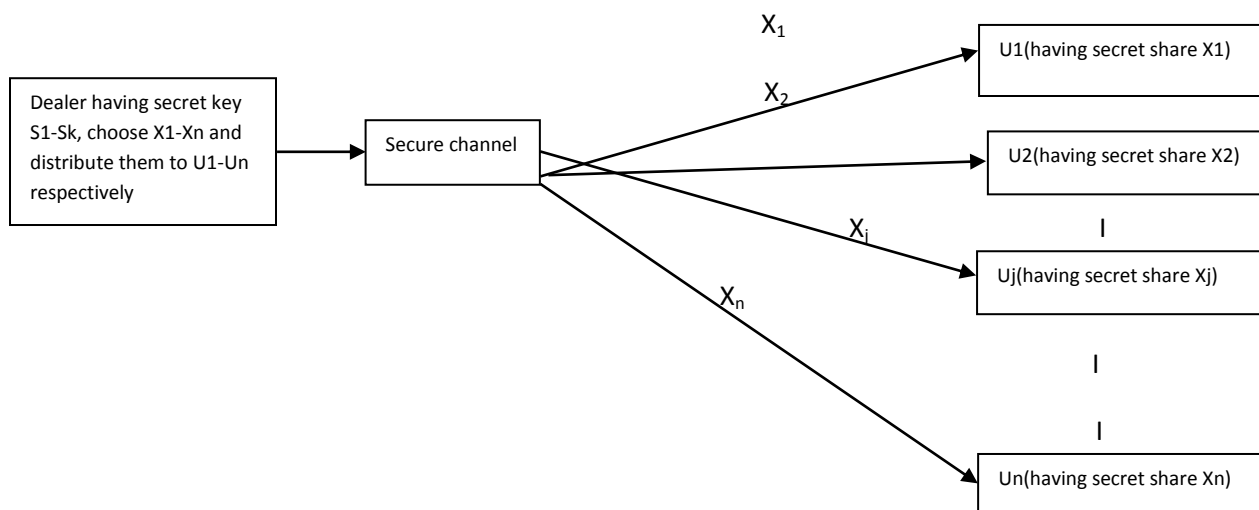 X1
U1(having secret share X1)
Dealer having secret key
S1-Sk, choose X1-Xn and
distribute them to U1-Un
respectively
X2
Secure channel
U2(having secret share X2)
Xj
I
Uj(having secret share Xj)
Xn
I
I
Un(having secret share Xn)